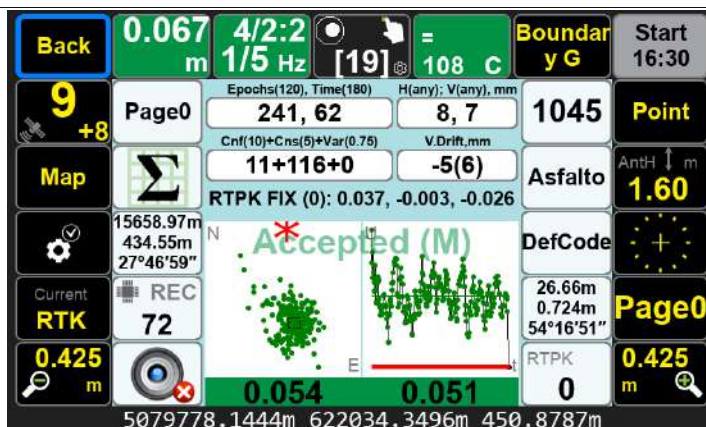 Back
0.067
m
4/2:2
1/5 Hz
[19]
=
108 C
Boundar
y G
Start
16:30
9
+8
Page0
Epochs(120), Time(180)
241, 62
H(any); V(any), mm
8, 7
1045
Point
Map
Σ
Cnf(10)+Cns(5)+Var(0.75)
11+116+0
V.Drift,mm
-5(6)
Asfalto
AntH m
1.60
RTPK FIX (0): 0.037, -0.003, -0.026
15658.97m
434.55m
27°46'59"
N
Accepted (M)
U
E
t
DefCode
Current
RTK
REC
72
26.66m
0.724m
54°16'51"
Page0
0.425
m
0.054
0.051
RTPK
0
0.425
m
5079778.1444m 622034.3496m 450.8787m